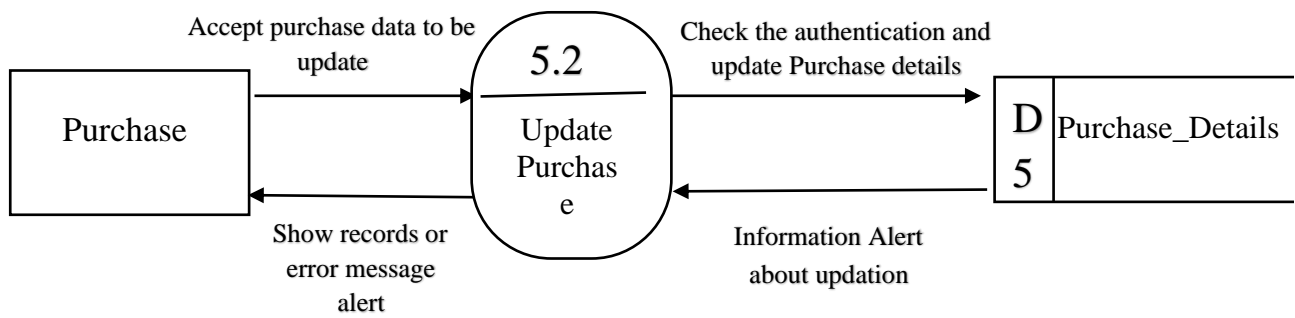 Accept purchase data to be
update
Check the authentication and
update Purchase details
5.2
Purchase
Update
Purchas
e
D
5
Purchase_Details
Show records or
error message
alert
Information Alert
about updation